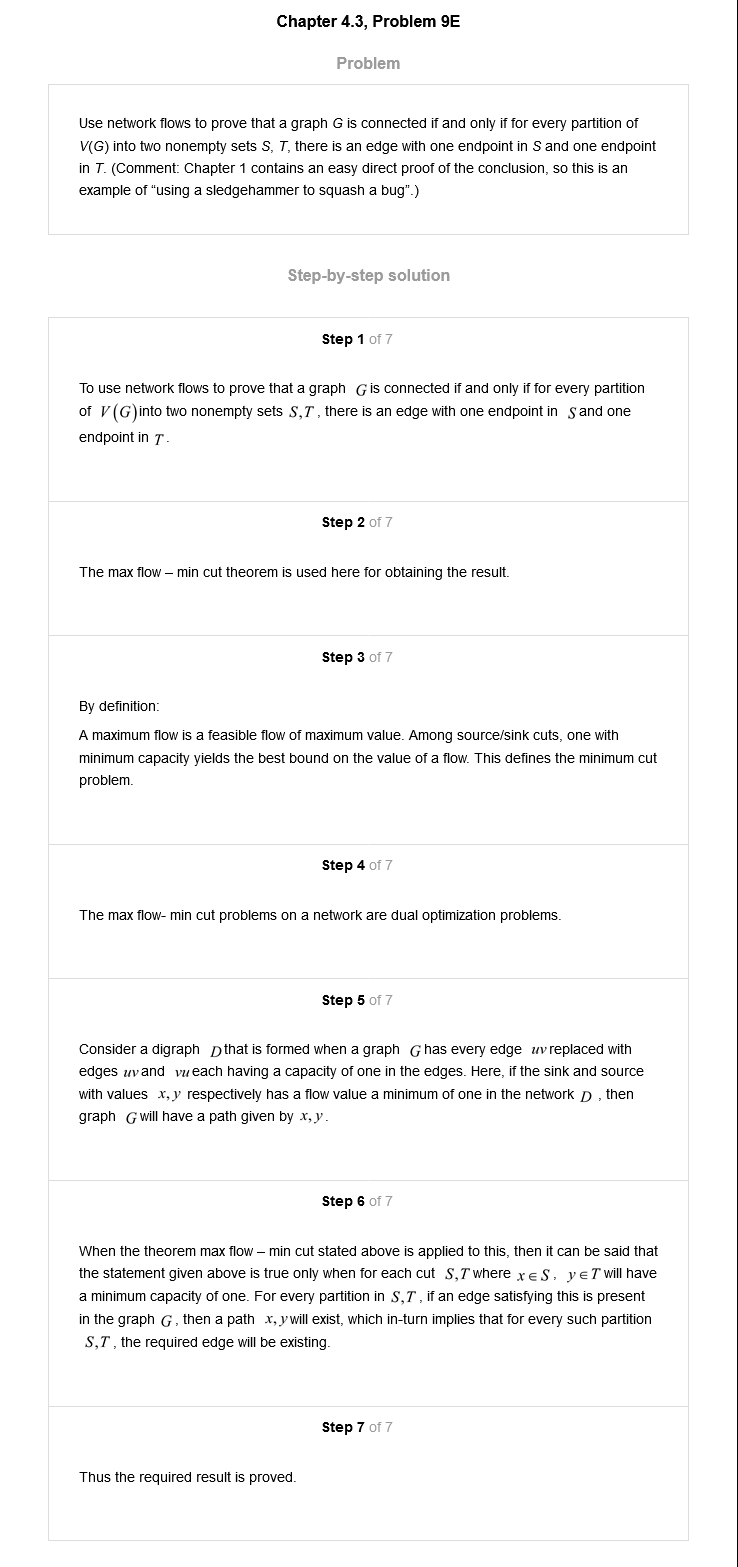 Chapter 4.3, Problem 9E
Problem
Use network flows to prove that a graph G is connected if and only if for every partition of
V(G) into two nonempty sets S, T, there is an edge with one endpoint in S and one endpoint
in T. (Comment: Chapter 1 contains an easy direct proof of the conclusion, so this is an
example of “using a sledgehammer to squash a bug”.)
Step-by-step solution
Step 1 of 7
To use network flows to prove that a graph G is connected if and only if for every partition
of V(G) into two nonempty sets S,T, there is an edge with one endpoint in S and one
endpoint in T.
Step 2 of 7
The max flow – min cut theorem is used here for obtaining the result.
Step 3 of 7
By definition:
A maximum flow is a feasible flow of maximum value. Among source/sink cuts, one with
minimum capacity yields the best bound on the value of a flow. This defines the minimum cut
problem.
Step 4 of 7
The max flow- min cut problems on a network are dual optimization problems.
Step 5 of 7
Consider a digraph D that is formed when a graph G has every edge uv replaced with
edges uv and vu each having a capacity of one in the edges. Here, if the sink and source
with values x,y respectively has a flow value a minimum of one in the network D , then
graph G will have a path given by x,y.
Step 6 of 7
When the theorem max flow – min cut stated above is applied to this, then it can be said that
the statement given above is true only when for each cut S,T where x∈S, y∈T will have
a minimum capacity of one. For every partition in S,T, if an edge satisfying this is present
in the graph G, then a path x,y will exist, which in-turn implies that for every such partition
S,T, the required edge will be existing.
Step 7 of 7
Thus the required result is proved.